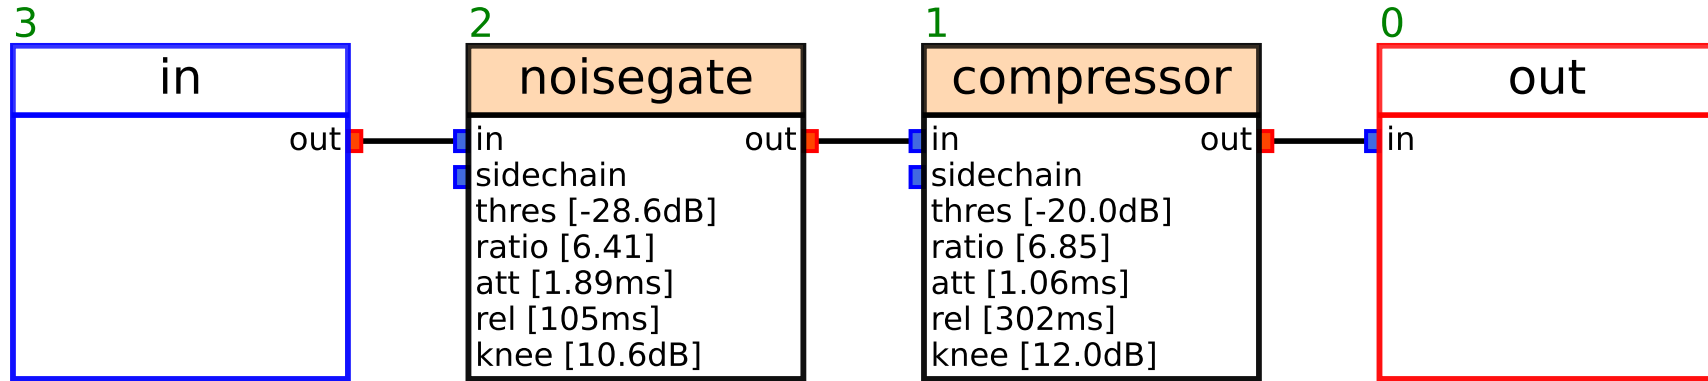 3
in
out
2
noisegate
in out
sidechain
thres [-28.6dB]
ratio [6.41]
att [1.89ms]
rel [105ms]
knee [10.6dB]
1
compressor
in out
sidechain
thres [-20.0dB]
ratio [6.85]
att [1.06ms]
rel [302ms]
knee [12.0dB]
0
out
in